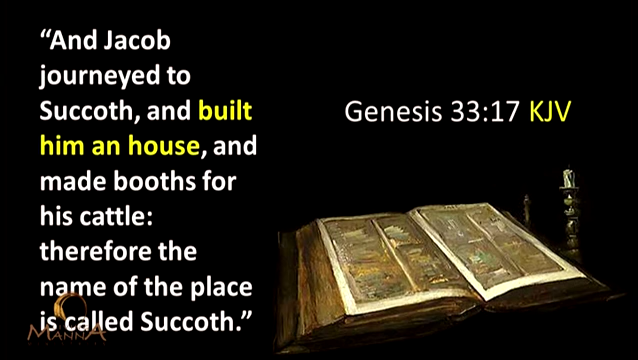 “And Jacob
journeyed to
Succoth, and built
him an house, and
made booths for
his cattle:
therefore the
name of the place
is called Succoth.”
Genesis 33:17 KJV
MANNA